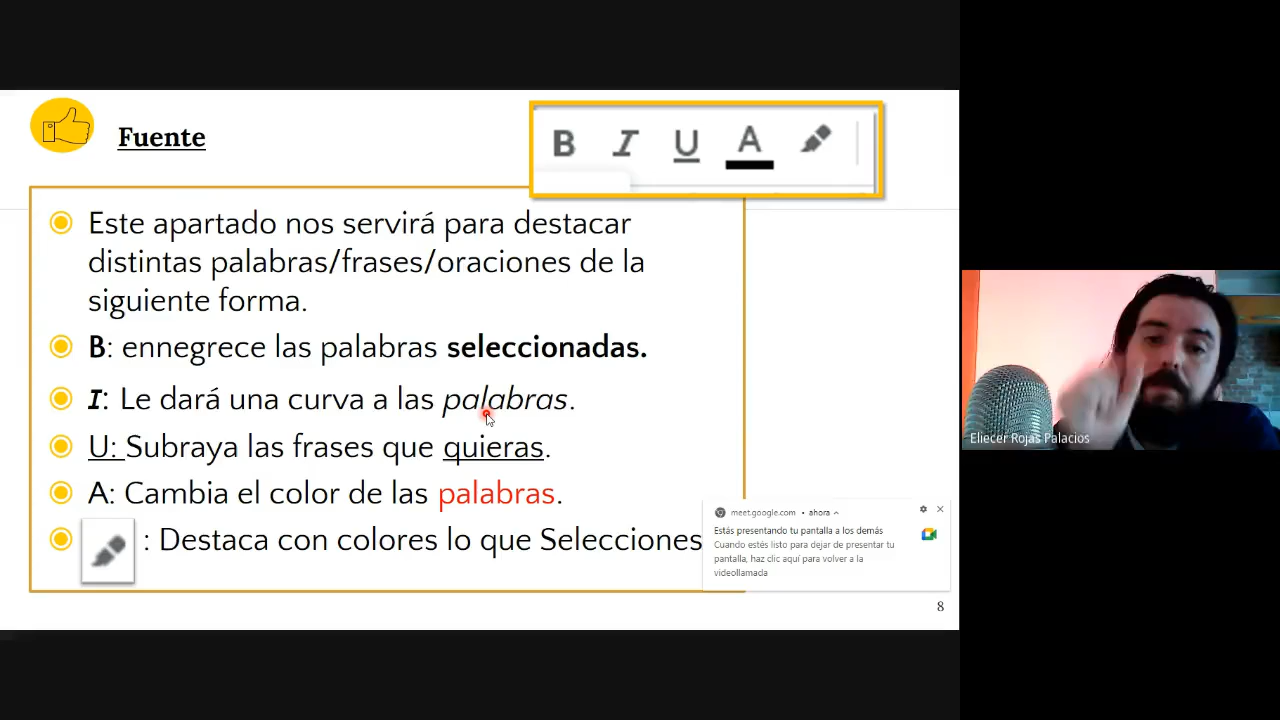 Fuente
B I U A
Este apartado nos servirá para destacar
distintas palabras/frases/oraciones de la
siguiente forma.
B: ennegrece las palabras seleccionadas.
I: Le dará una curva a las palabras.
U: Subraya las frases que quieras.
A: Cambia el color de las palabras.
: Destaca con colores lo que Selecciones
meet.google.com • ahora
Estás presentando tu pantalla a los demás
Cuando estés listo para dejar de presentar tu
pantalla, haz clic aquí para volver a la
videollamada
8
Eliecer Rojas Palacios